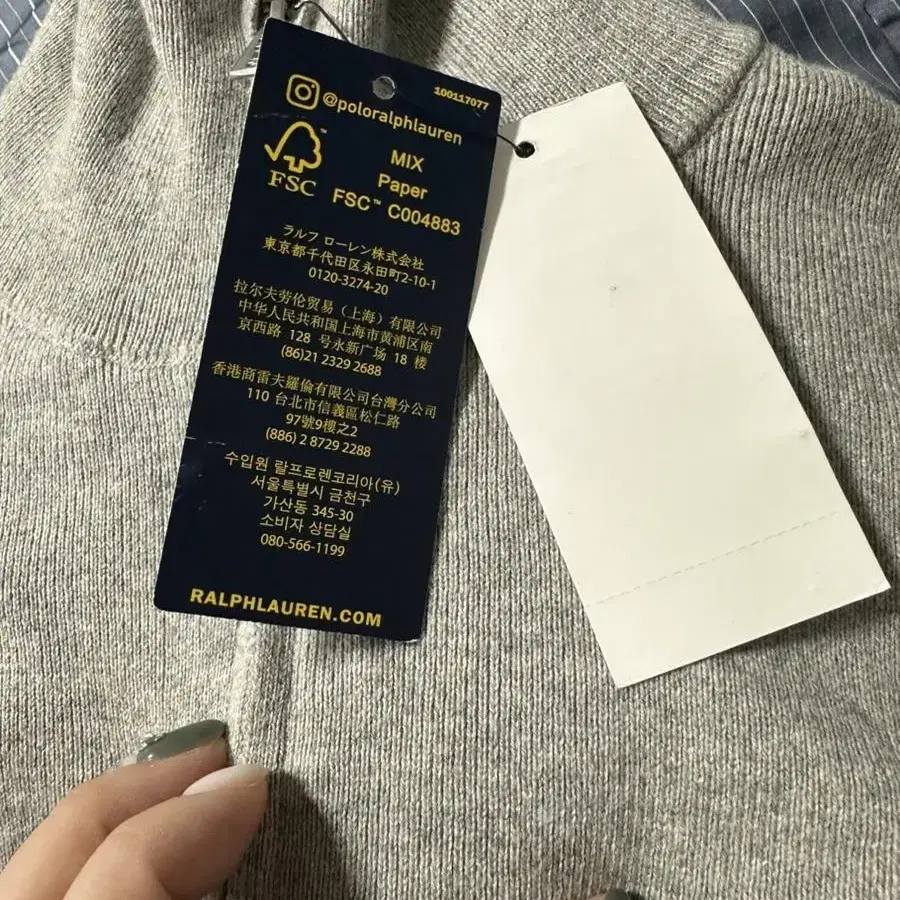 100117077
@poloralphlauren
FSC™
MIX
Paper
FSC™ C004883
ラルフ ローレン株式会社
東京都千代田区永田町2-10-1
0120-3274-20
拉尔夫劳伦贸易（上海）有限公司
中华人民共和国上海市黄浦区南
京西路 128 号永新广场 18 楼
(86)21 2329 2688
香港商雷夫羅倫有限公司台灣分公司
110 台北市信義區松仁路
97號9樓之2
(886) 2 8729 2288
수입원 랄프로렌코리아(유)
서울특별시 금천구
가산동 345-30
소비자 상담실
080-566-1199
RALPHLAUREN.COM